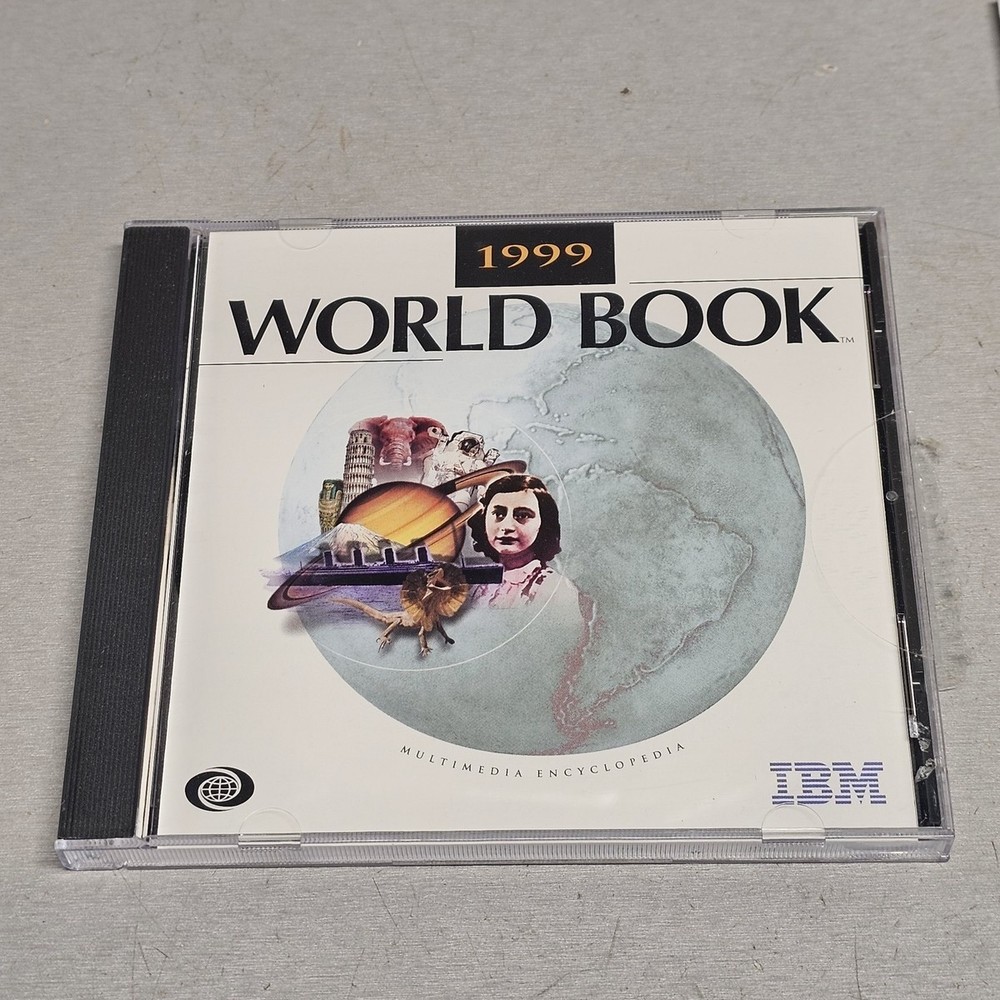 1999
WORLD BOOK™
MULTIMEDIA ENCYCLOPEDIA
IBM